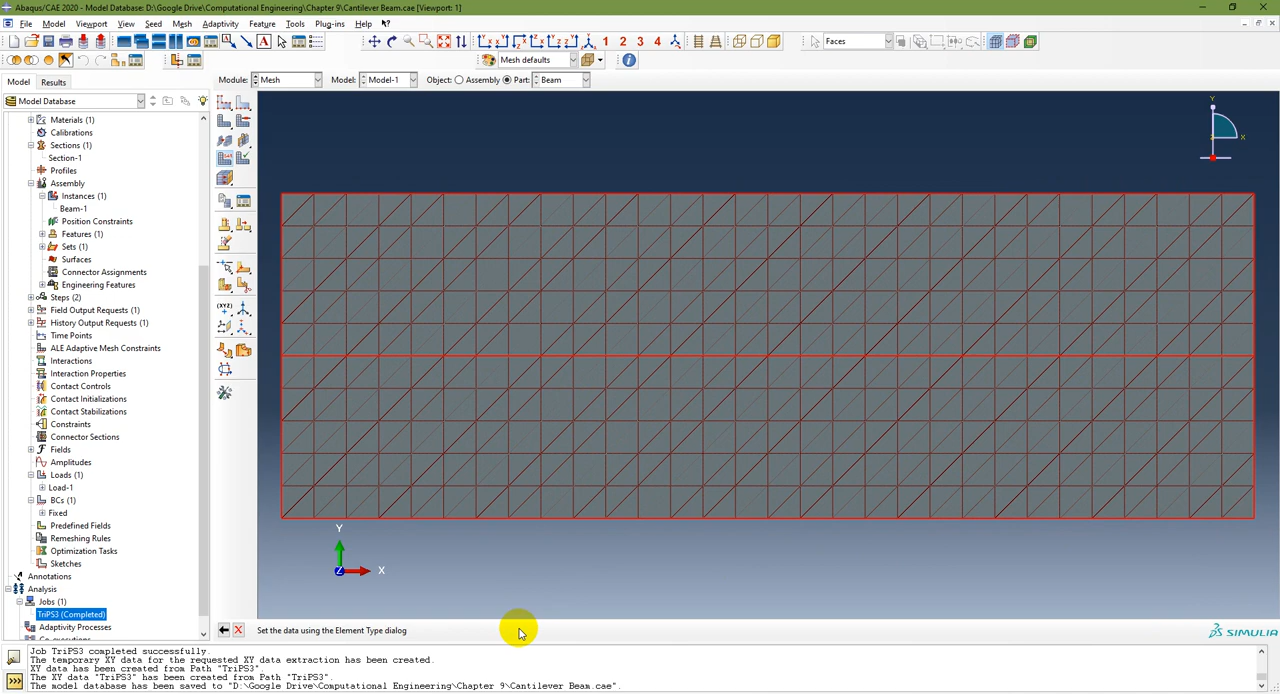 Abaqus/CAE 2020 - Model Database: D:\Google Drive\Computational Engineering\Chapter 9\Cantilever Beam.cae [Viewport: 1]
File Model Viewport View Seed Mesh Adaptivity Feature Tools Plug-ins Help
A 1 2 3 4 Faces
Mesh defaults
Model Results Module: Mesh Model: Model-1 Object: Assembly Part: Beam
Model Database
Materials (1)
Calibrations
Sections (1)
Section-1
Profiles
Assembly
Instances (1)
Beam-1
Position Constraints
Features (1)
Sets (1)
Surfaces
Connector Assignments
Engineering Features
Steps (2)
Field Output Requests (1)
History Output Requests (1)
Time Points
ALE Adaptive Mesh Constraints
Interactions
Interaction Properties
Contact Controls
Contact Initializations
Contact Stabilizations
Constraints
Connector Sections
Fields
Amplitudes
Loads (1)
Load-1
BCs (1)
Fixed
Predefined Fields
Remeshing Rules
Optimization Tasks
Sketches
Annotations
Analysis
Jobs (1)
TriPS3 (Completed)
Adaptivity Processes
Y
X
Y
X
Z
Set the data using the Element Type dialog
SIMULIA
Job TriPS3 completed successfully.
The temporary XY data for the requested XY data extraction has been created.
XY data has been created from Path "TriPS3".
The XY data "TriPS3" has been created from Path "TriPS3".
The model database has been saved to "D:\Google Drive\Computational Engineering\Chapter 9\Cantilever Beam.cae".